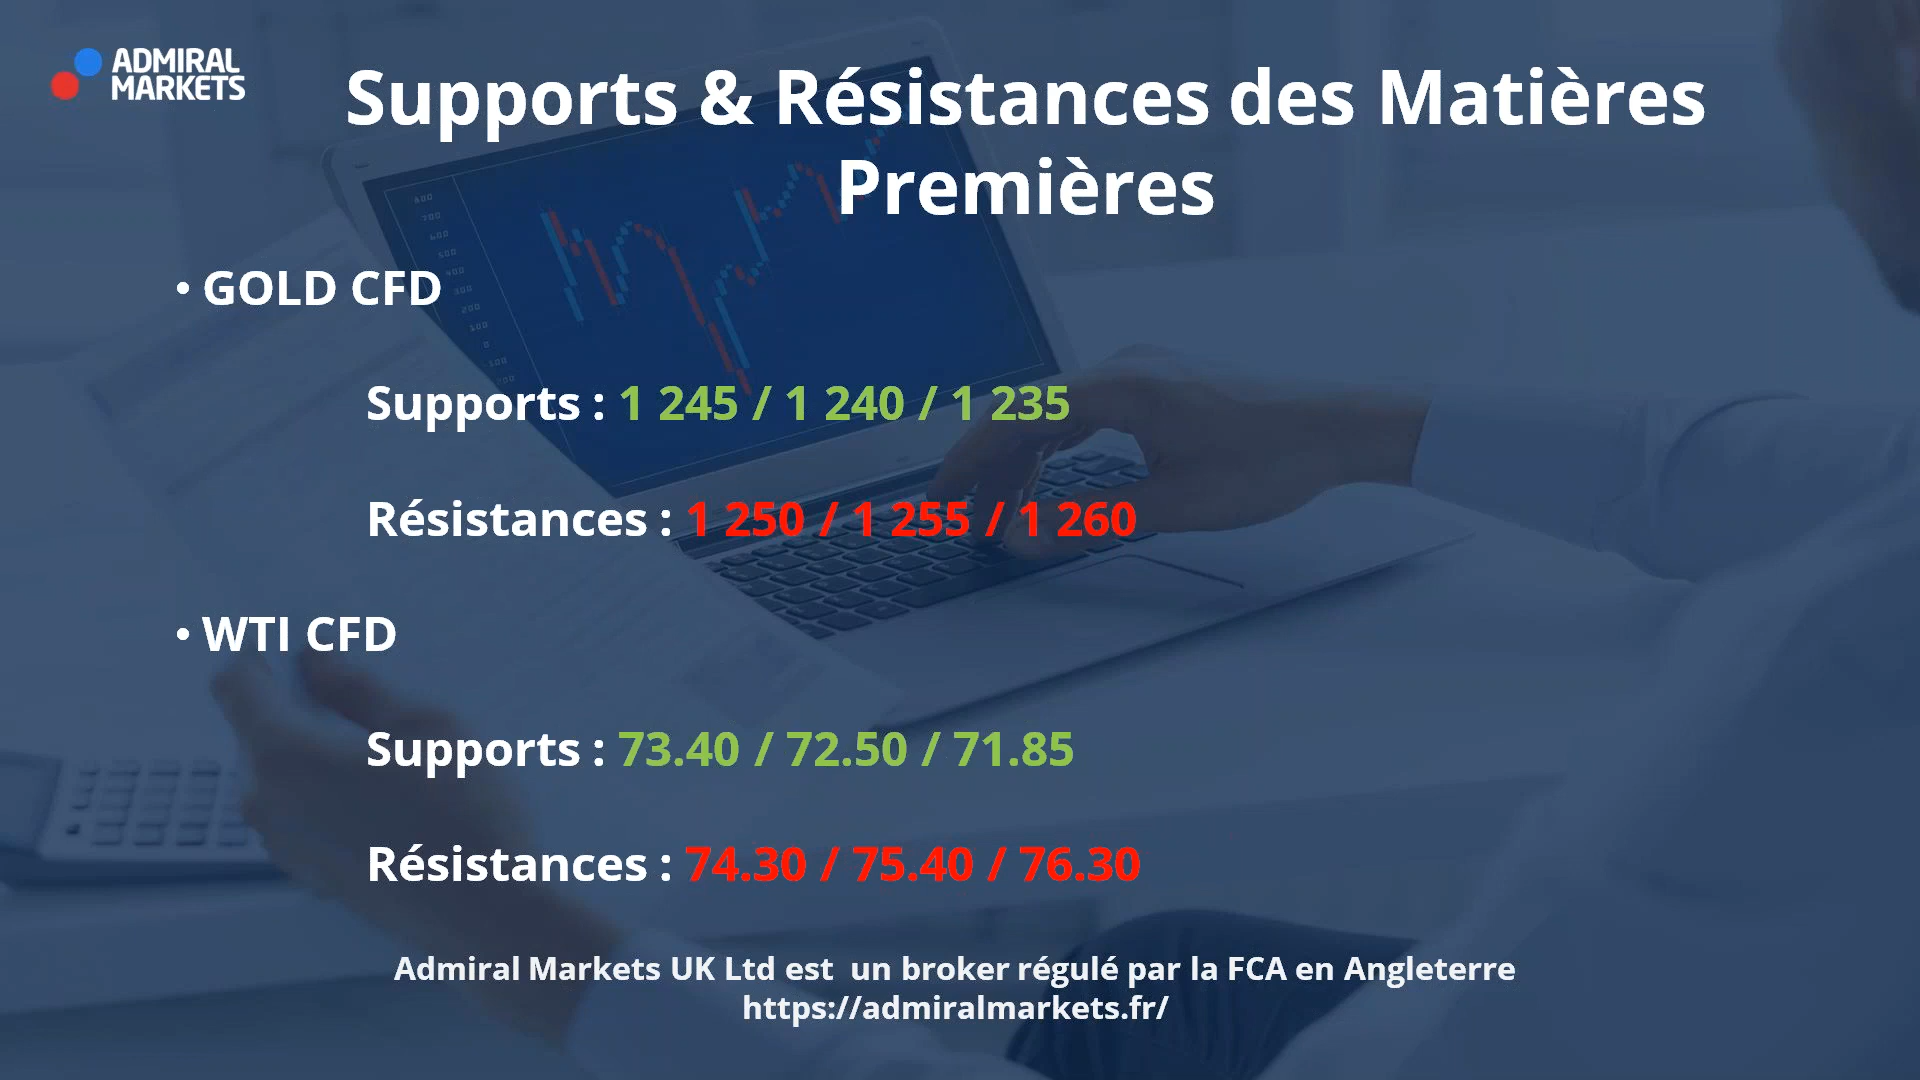 ADMIRAL
MARKETS
Supports & Résistances des Matières
Premières
• GOLD CFD
Supports : 1 245 / 1 240 / 1 235
Résistances : 1 250 / 1 255 / 1 260
• WTI CFD
Supports : 73.40 / 72.50 / 71.85
Résistances : 74.30 / 75.40 / 76.30
Admiral Markets UK Ltd est  un broker régulé par la FCA en Angleterre
https://admiralmarkets.fr/